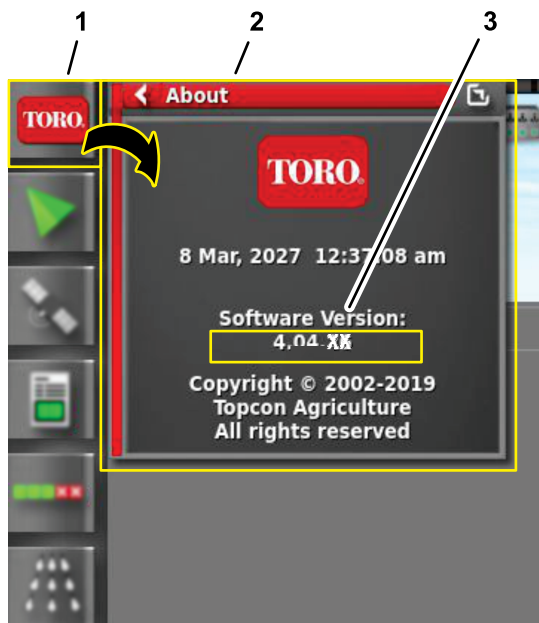 1 2 3
TORO
About
TORO
8 Mar, 2027 12:37:08 am
Software Version:
4.04.XX
Copyright © 2002-2019
Topcon Agriculture
All rights reserved